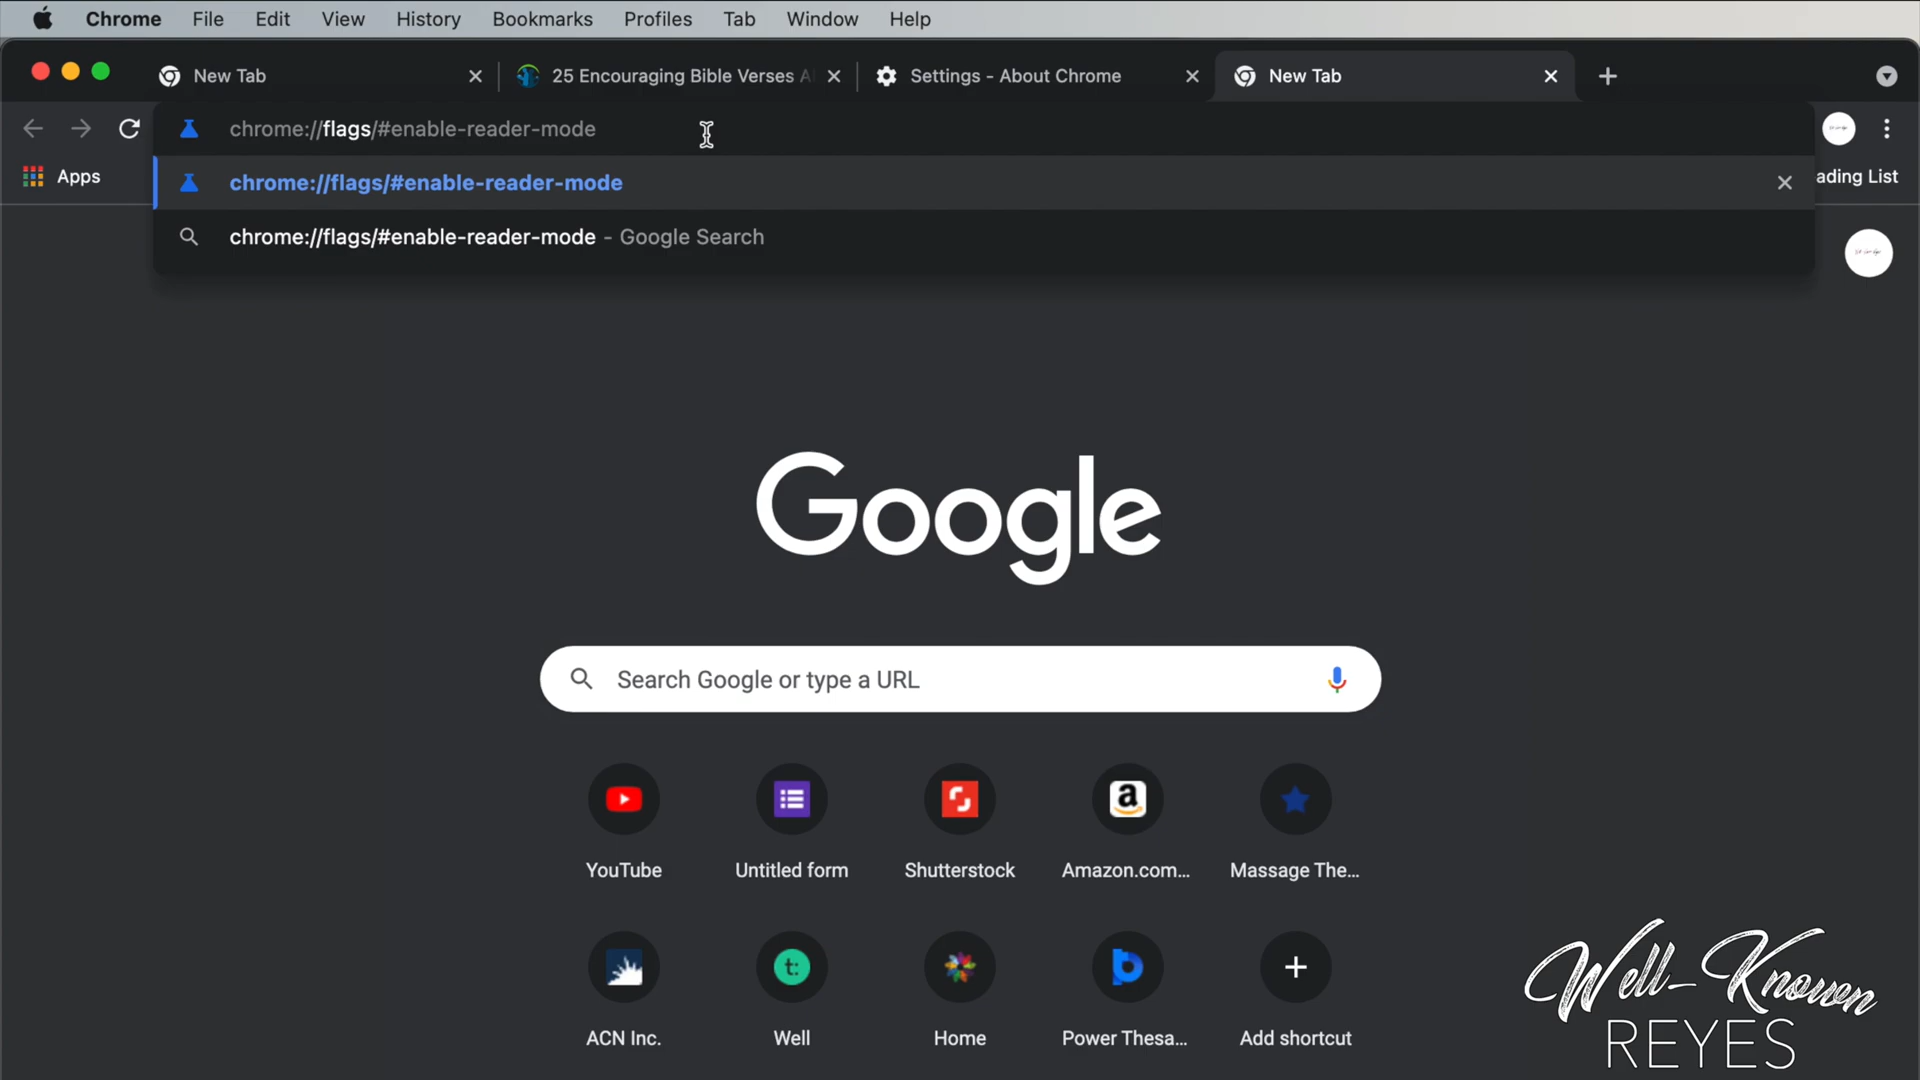 Chrome File Edit View History Bookmarks Profiles Tab Window Help
New Tab
25 Encouraging Bible Verses A
Settings - About Chrome
New Tab
chrome://flags/#enable-reader-mode
Apps
chrome://flags/#enable-reader-mode
ading List
chrome://flags/#enable-reader-mode - Google Search
Google
Search Google or type a URL
YouTube
Untitled form
Shutterstock
Amazon.com...
Massage The...
ACN Inc.
Well
Home
Power Thesa...
Add shortcut
Well-Known
REYES